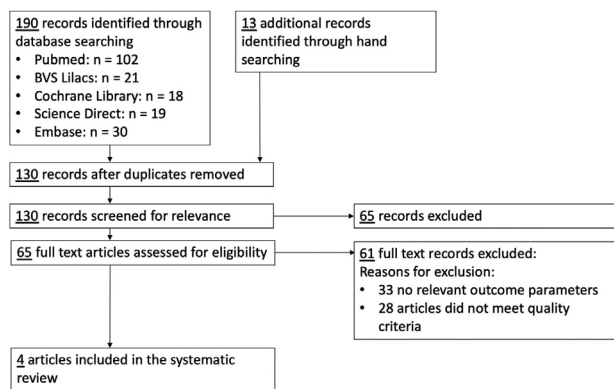 190 records identified through
database searching
• Pubmed: n = 102
• BVS Lilacs: n = 21
• Cochrane Library: n = 18
• Science Direct: n = 19
• Embase: n = 30
13 additional records
identified through hand
searching
130 records after duplicates removed
130 records screened for relevance
65 records excluded
65 full text articles assessed for eligibility
61 full text records excluded:
Reasons for exclusion:
• 33 no relevant outcome parameters
• 28 articles did not meet quality
criteria
4 articles included in the systematic
review